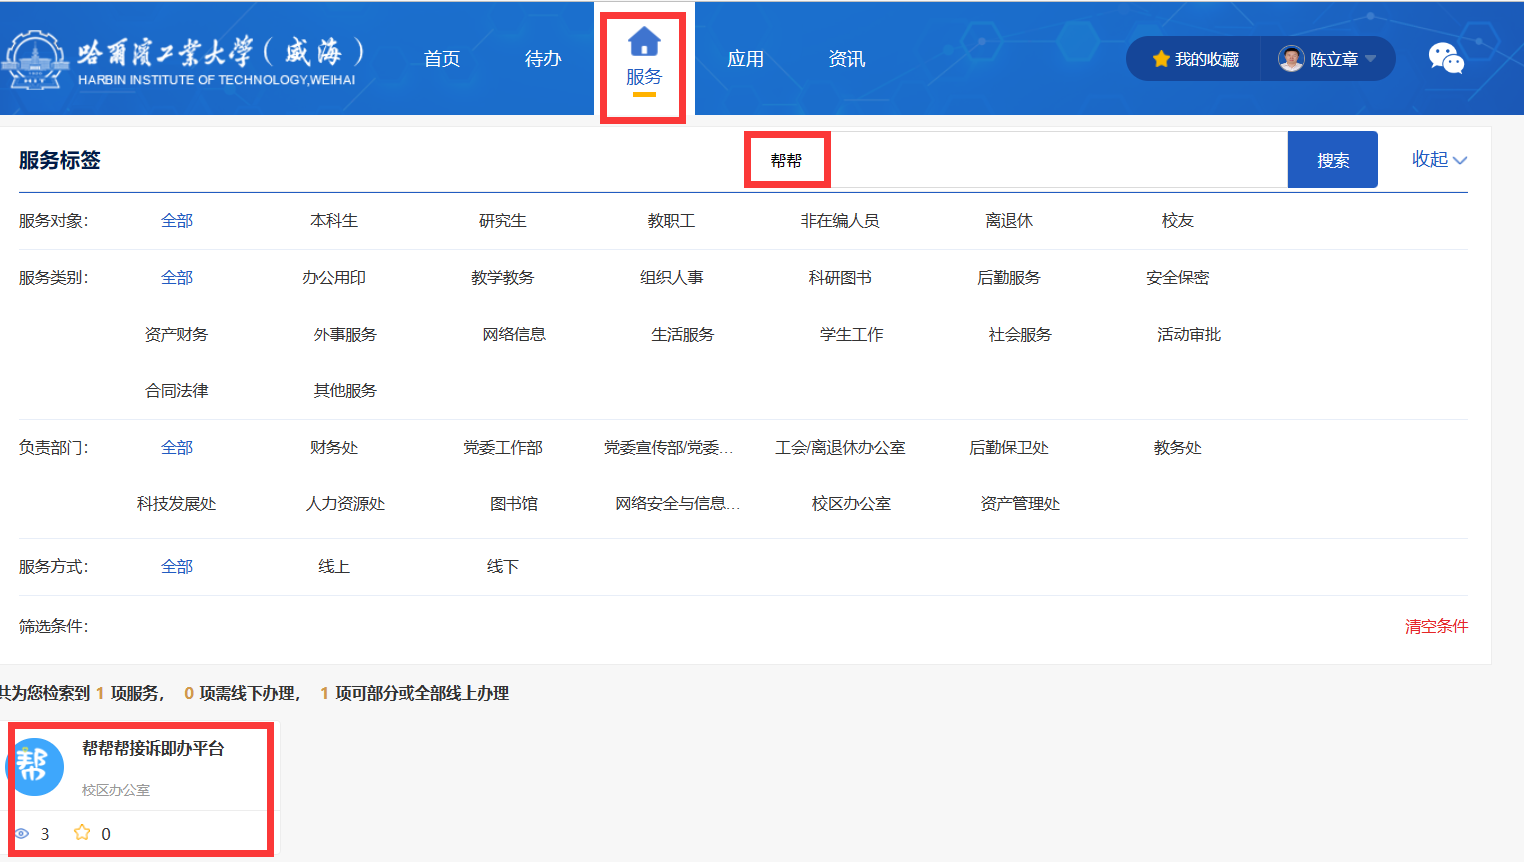 哈尔滨工业大学（威海）
HARBIN INSTITUTE OF TECHNOLOGY,WEIHAI
首页 待办 服务 应用 资讯 我的收藏 陈立章
服务标签 帮帮 搜索 收起
服务对象： 全部 本科生 研究生 教职工 非在编人员 离退休 校友
服务类别： 全部 办公用印 教学教务 组织人事 科研图书 后勤服务 安全保密
资产财务 外事服务 网络信息 生活服务 学生工作 社会服务 活动审批
合同法律 其他服务
负责部门： 全部 财务处 党委工作部 党委宣传部/党委... 工会/离退休办公室 后勤保卫处 教务处
科技发展处 人力资源处 图书馆 网络安全与信息... 校区办公室 资产管理处
服务方式： 全部 线上 线下
筛选条件： 清空条件
共为您检索到 1 项服务， 0 项需线下办理， 1 项可部分或全部线上办理
帮 帮帮帮接诉即办平台
校区办公室
3 0